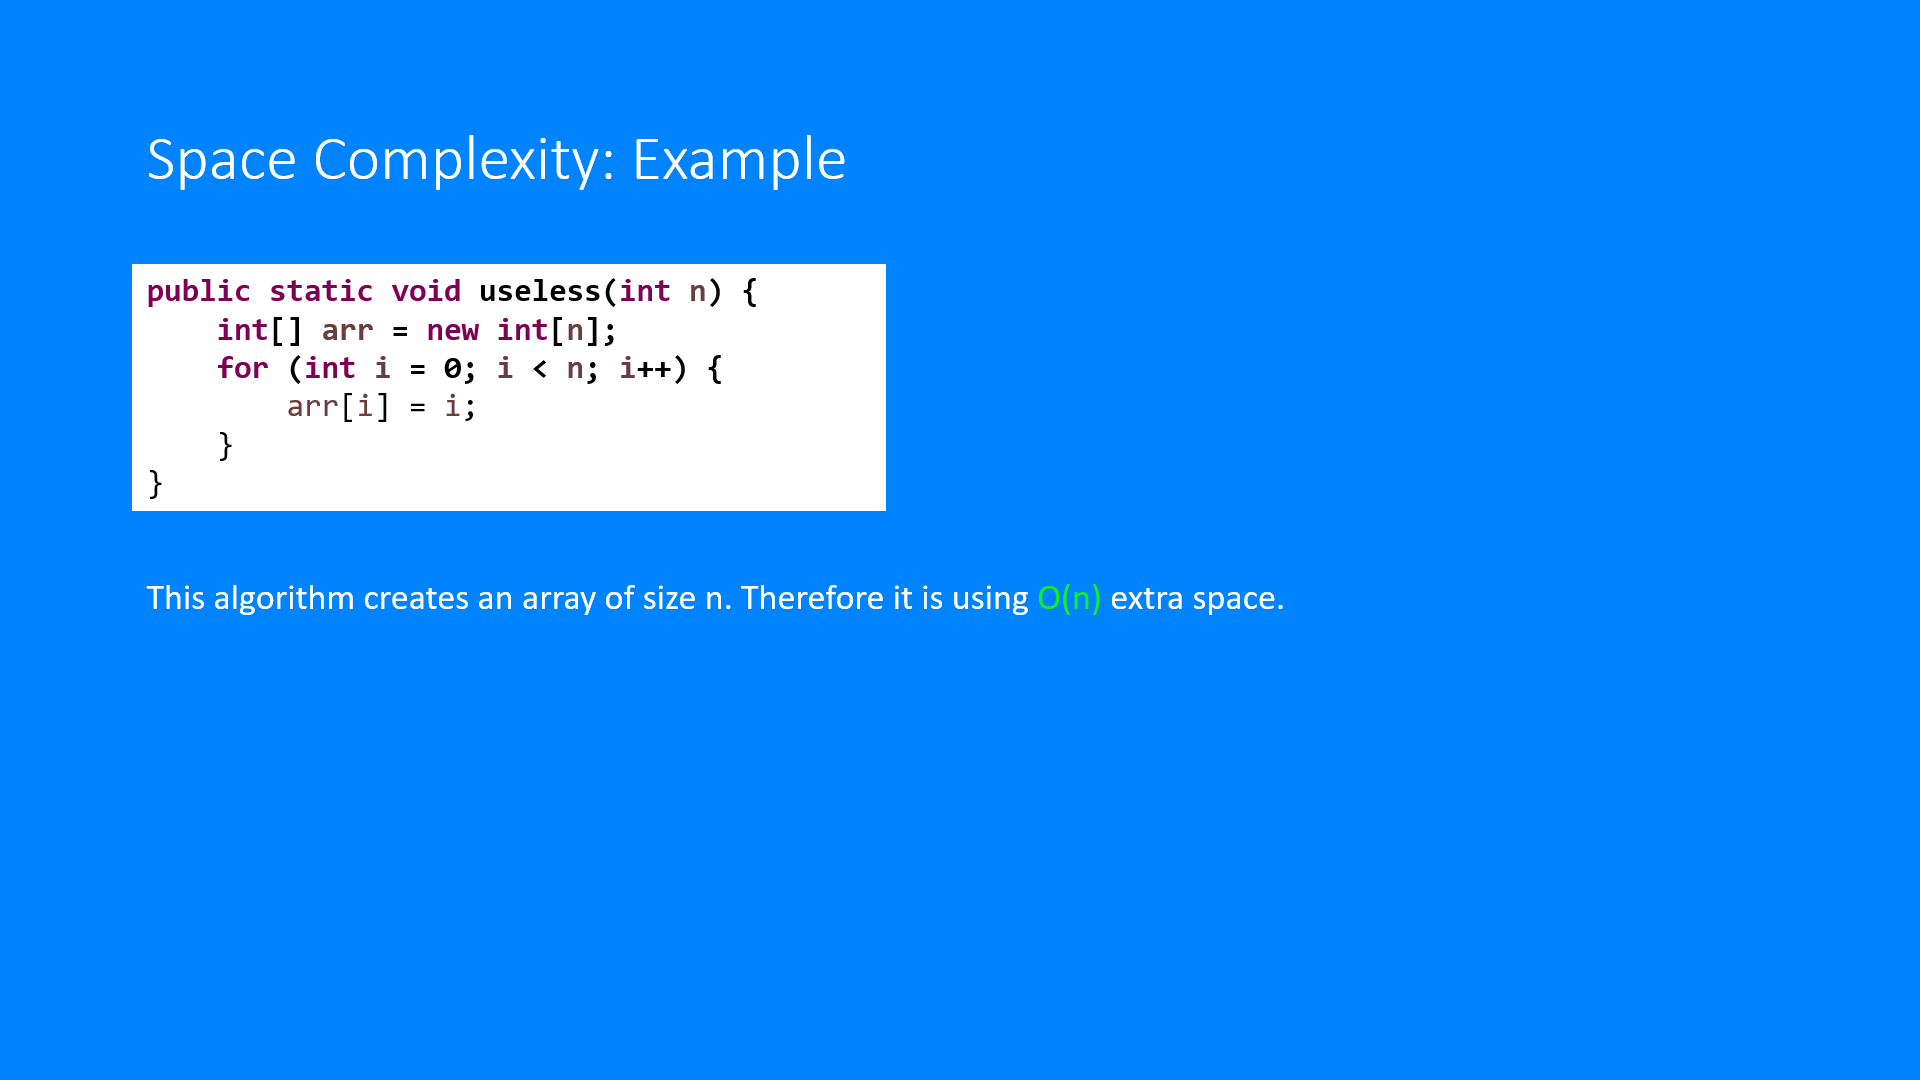 Space Complexity: Example
public static void useless(int n) {
    int[] arr = new int[n];
    for (int i = 0; i < n; i++) {
        arr[i] = i;
    }
}
This algorithm creates an array of size n. Therefore it is using O(n) extra space.